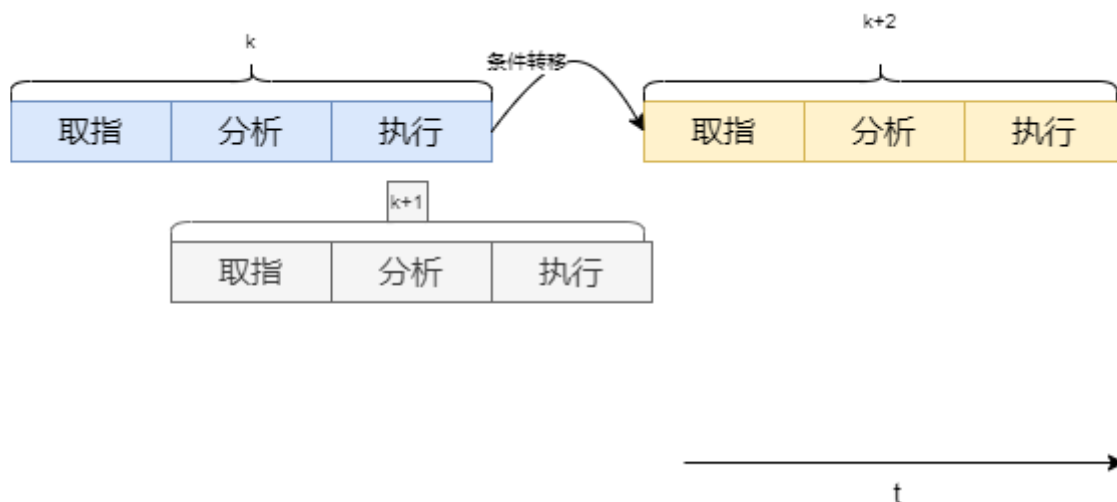 k
k+2
条件转移
取指 分析 执行
取指 分析 执行
k+1
取指 分析 执行
t